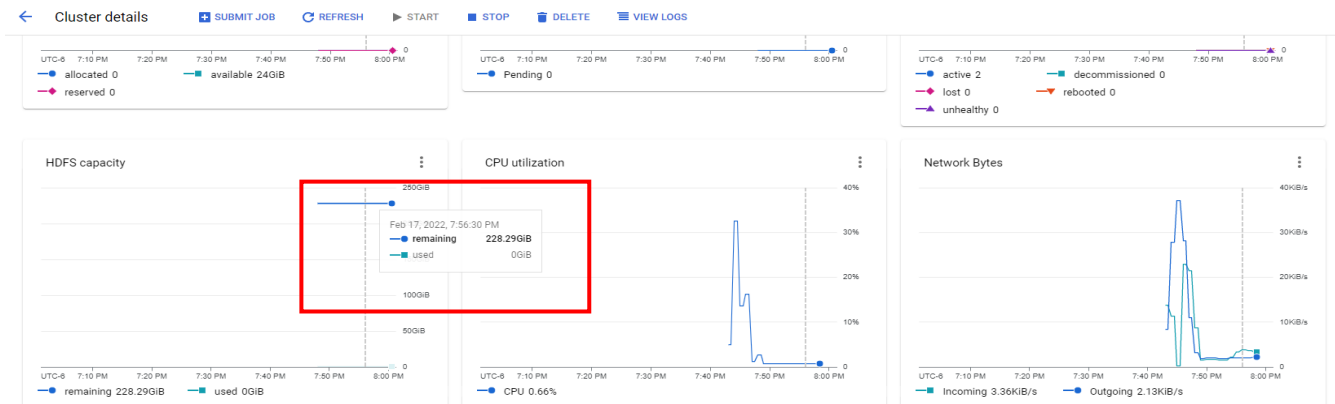 Cluster details
SUBMIT JOB
REFRESH
START
STOP
DELETE
VIEW LOGS
0
UTC-6 7:10 PM 7:20 PM 7:30 PM 7:40 PM 7:50 PM 8:00 PM
allocated 0
available 24GiB
reserved 0
0
UTC-6 7:10 PM 7:20 PM 7:30 PM 7:40 PM 7:50 PM 8:00 PM
Pending 0
0
UTC-6 7:10 PM 7:20 PM 7:30 PM 7:40 PM 7:50 PM 8:00 PM
active 2
decommissioned 0
lost 0
rebooted 0
unhealthy 0
HDFS capacity
250GiB
Feb 17, 2022, 7:56:30 PM
remaining 228.29GiB
used 0GiB
100GiB
50GiB
0
UTC-6 7:10 PM 7:20 PM 7:30 PM 7:40 PM 7:50 PM 8:00 PM
remaining 228.29GiB
used 0GiB
CPU utilization
40%
30%
20%
10%
0
UTC-6 7:10 PM 7:20 PM 7:30 PM 7:40 PM 7:50 PM 8:00 PM
CPU 0.66%
Network Bytes
40KiB/s
30KiB/s
20KiB/s
10KiB/s
0
UTC-6 7:10 PM 7:20 PM 7:30 PM 7:40 PM 7:50 PM 8:00 PM
Incoming 3.36KiB/s
Outgoing 2.13KiB/s